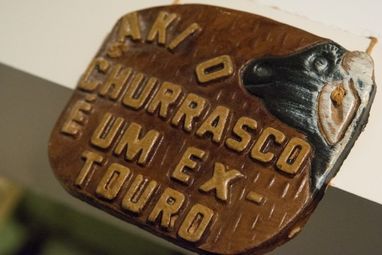 AKI O
CHURRASCO
É UM EX-
TOURO